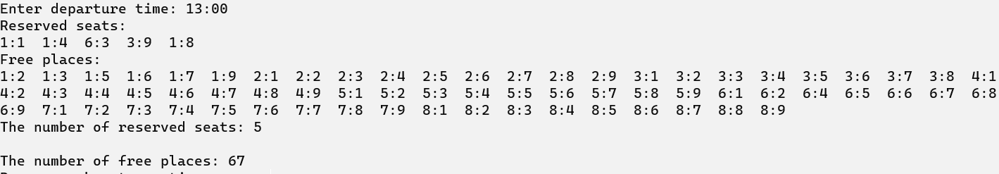 Enter departure time: 13:00
Reserved seats:
1:1  1:4  6:3  3:9  1:8
Free places:
1:2  1:3  1:5  1:6  1:7  1:9  2:1  2:2  2:3  2:4  2:5  2:6  2:7  2:8  2:9  3:1  3:2  3:3  3:4  3:5  3:6  3:7  3:8  4:1
4:2  4:3  4:4  4:5  4:6  4:7  4:8  4:9  5:1  5:2  5:3  5:4  5:5  5:6  5:7  5:8  5:9  6:1  6:2  6:4  6:5  6:6  6:7  6:8
6:9  7:1  7:2  7:3  7:4  7:5  7:6  7:7  7:8  7:9  8:1  8:2  8:3  8:4  8:5  8:6  8:7  8:8  8:9
The number of reserved seats: 5
The number of free places: 67